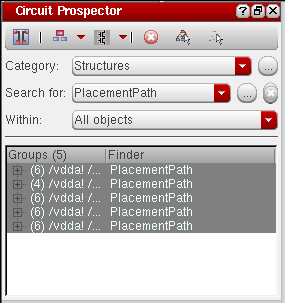 Circuit Prospector
Category: Structures ...
Search for: PlacementPath ...
Within: All objects
Groups (5) Finder
(6) /vdda! /... PlacementPath
(4) /vdda! /... PlacementPath
(6) /vdda! /... PlacementPath
(6) /vdda! /... PlacementPath
(6) /vdda! /... PlacementPath